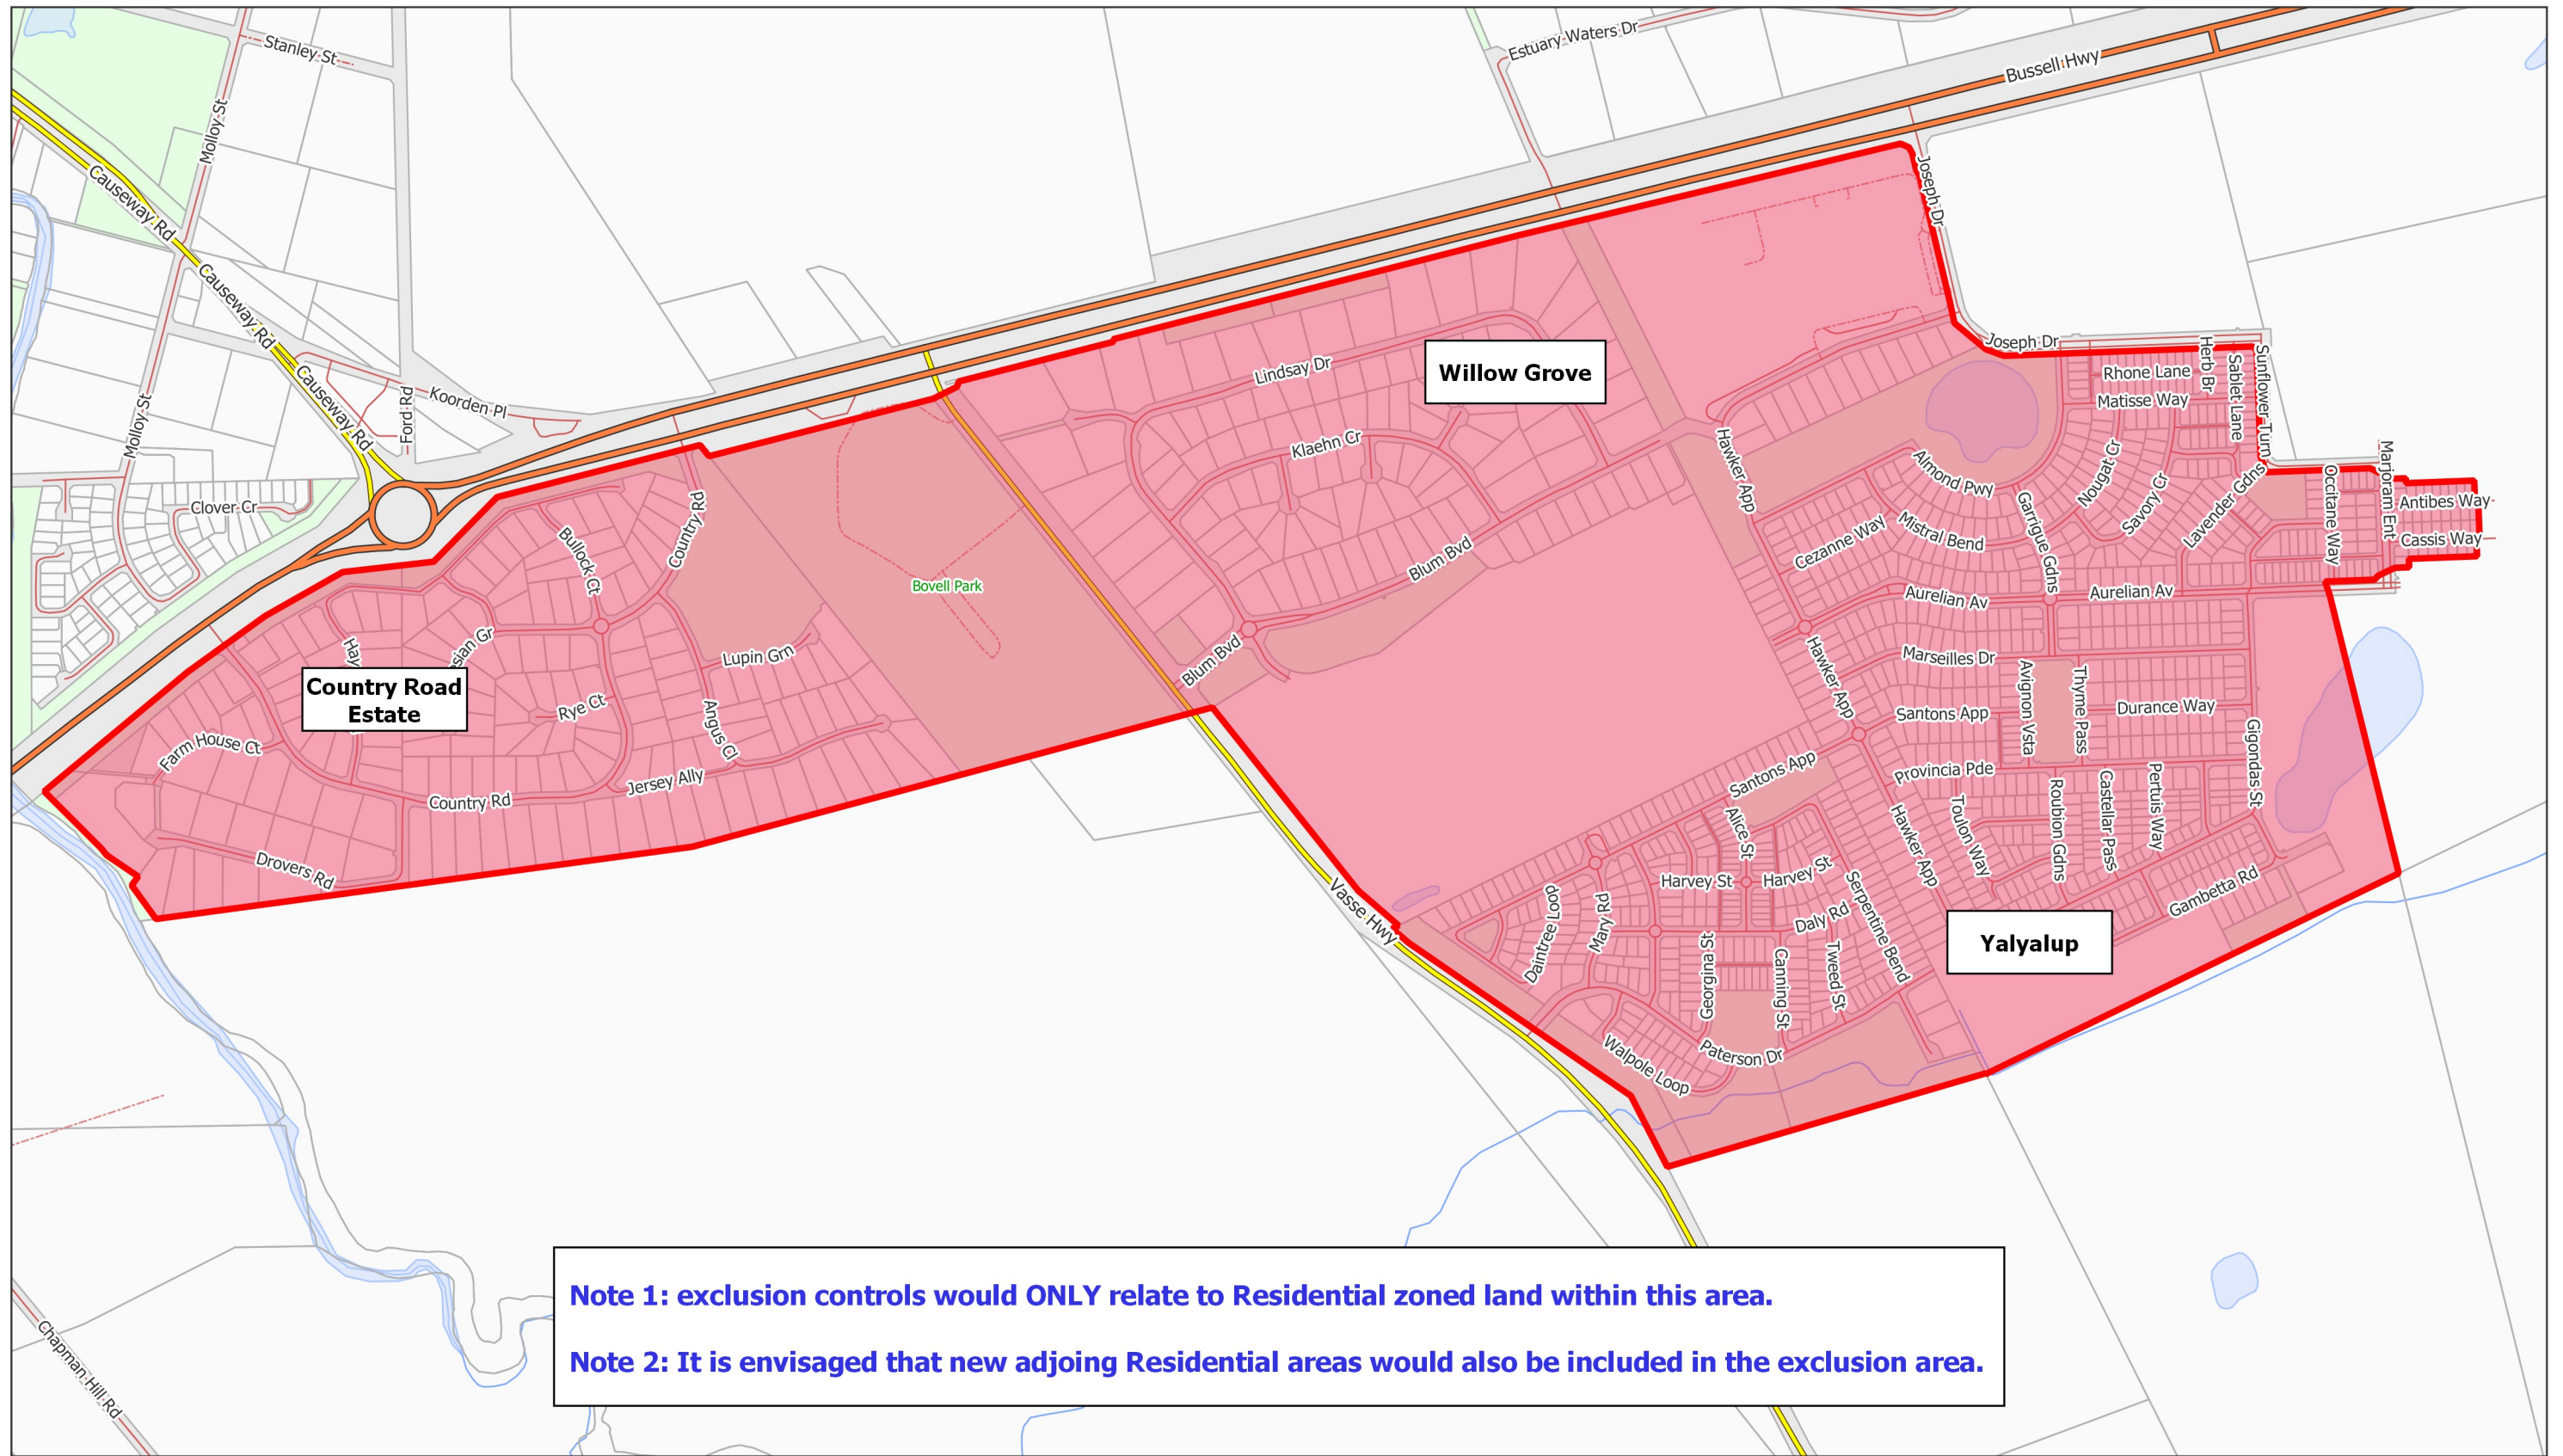 Stanley St
Estuary Waters Dr
Bussell Hwy
Molloy St
Causeway Rd
Joseph Dr
Causeway Rd
Joseph Dr
Herb Br
Sablet Lane
Sunflower Turn
Rhone Lane
Matisse Way
Willow Grove
Lindsay Dr
Causeway Rd
Ford Rd
Koorden Pl
Molloy St
Klaehn Cr
Hawker App
Almond Pwy
Nougat Cr
Savory Cr
Lavender Gdns
Occitane Way
Marjoram Ent
Antibes Way
Cassis Way
Clover Cr
Country Rd
Bullock Ct
Bovell Park
Blum Bvd
Cezanne Way
Mistral Bend
Garrigue Gdns
Aurelian Av
Aurelian Av
Hay
sian Gr
Lupin Grn
Blum Bvd
Hawker App
Marseilles Dr
Avignon Vsta
Thyme Pass
Durance Way
Country Road
Estate
Rye Ct
Angus Cl
Santons App
Gigondas St
Farm House Ct
Jersey Ally
Country Rd
Santons App
Provincia Pde
Toulon Way
Roubion Gdns
Castellar Pass
Pertuis Way
Drovers Rd
Alice St
Harvey St
Harvey St
Hawker App
Serpentine Bend
Gambetta Rd
Vasse Hwy
Daintree Loop
Mary Rd
Daly Rd
Yalyalup
Georgina St
Canning St
Tweed St
Walpole Loop
Paterson Dr
Note 1: exclusion controls would ONLY relate to Residential zoned land within this area.
Note 2: It is envisaged that new adjoing Residential areas would also be included in the exclusion area.
Chapman Hill Rd